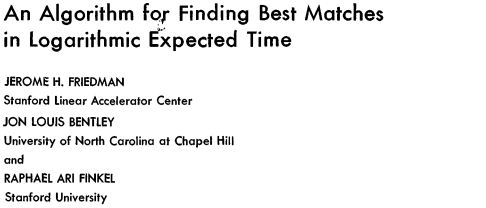 An Algorithm for Finding Best Matches
in Logarithmic Expected Time
JEROME H. FRIEDMAN
Stanford Linear Accelerator Center
JON LOUIS BENTLEY
University of North Carolina at Chapel Hill
and
RAPHAEL ARI FINKEL
Stanford University